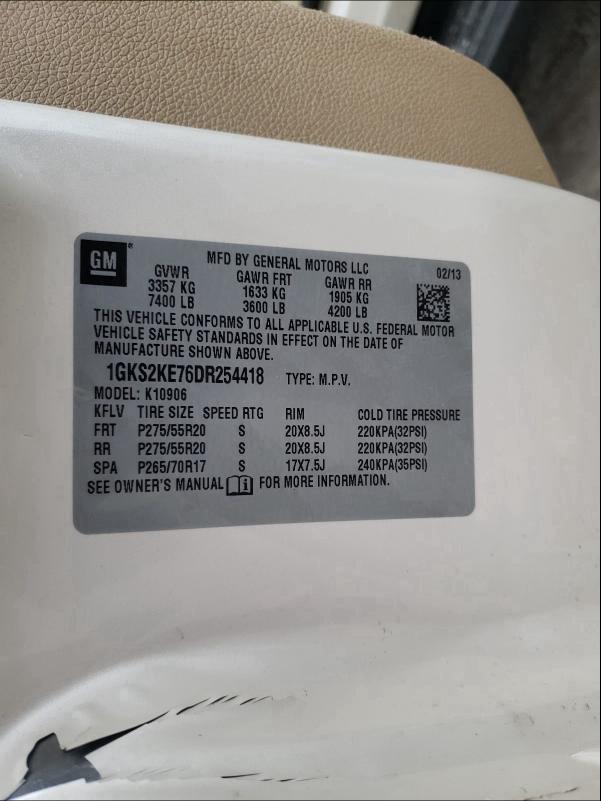 GM
MFD BY GENERAL MOTORS LLC 02/13
GVWR GAWR FRT GAWR RR
3357 KG 1633 KG 1905 KG
7400 LB 3600 LB 4200 LB
THIS VEHICLE CONFORMS TO ALL APPLICABLE U.S. FEDERAL MOTOR
VEHICLE SAFETY STANDARDS IN EFFECT ON THE DATE OF
MANUFACTURE SHOWN ABOVE.
1GKS2KE76DR254418 TYPE: M.P.V.
MODEL: K10906
KFLV TIRE SIZE SPEED RTG RIM COLD TIRE PRESSURE
FRT P275/55R20 S 20X8.5J 220KPA(32PSI)
RR P275/55R20 S 20X8.5J 220KPA(32PSI)
SPA P265/70R17 S 17X7.5J 240KPA(35PSI)
SEE OWNER'S MANUAL FOR MORE INFORMATION.